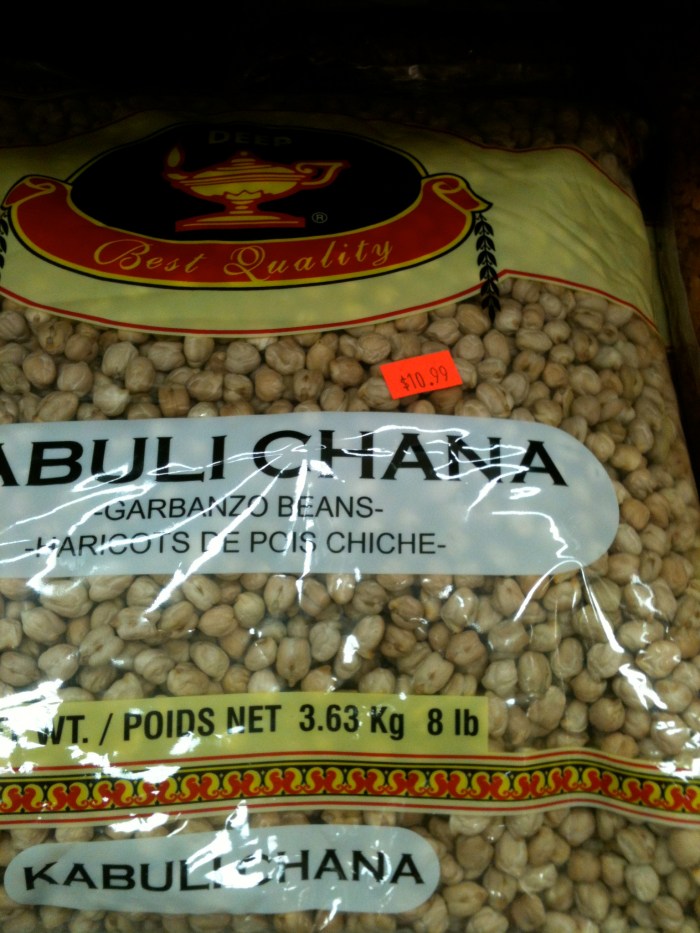 DEEP
®
Best Quality
$10.99
ABULI CHANA
-GARBANZO BEANS-
-HARICOTS DE POIS CHICHE-
WT. / POIDS NET 3.63 Kg 8 lb
KABULI CHANA